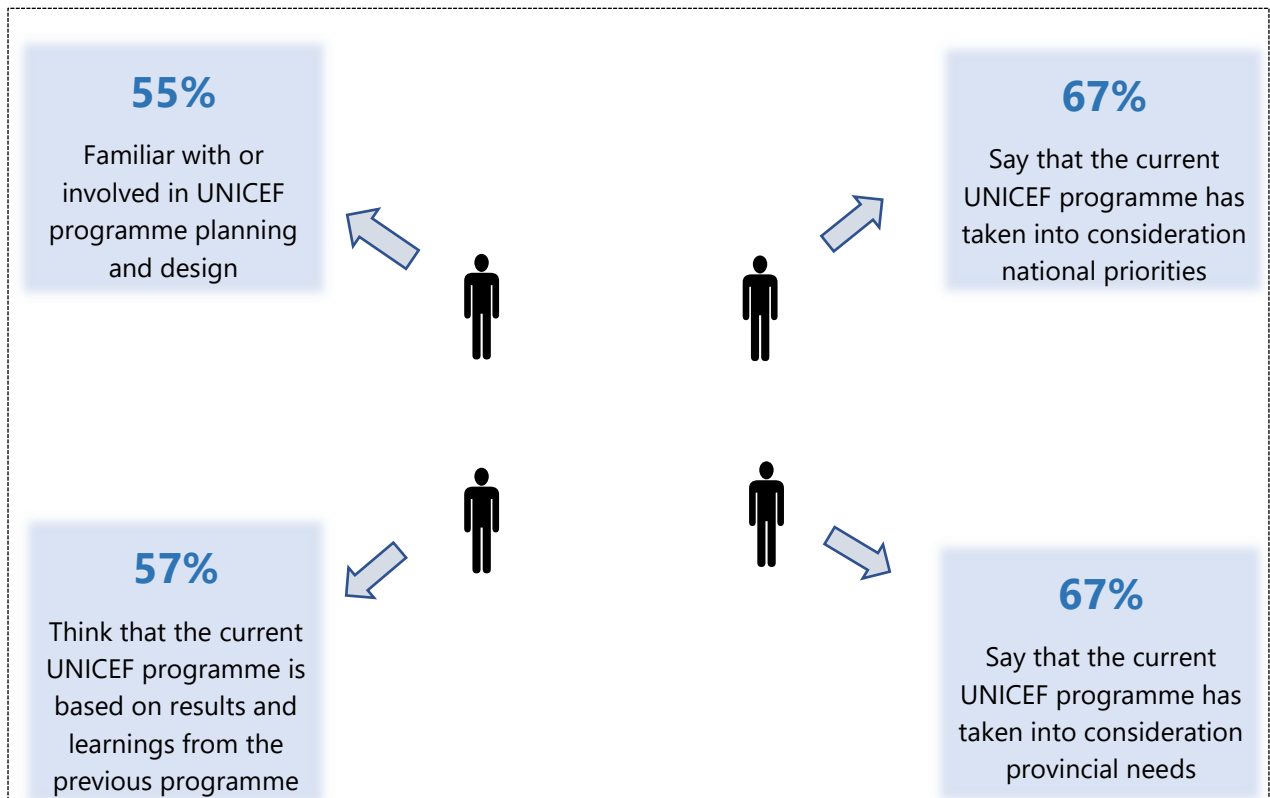 55%
Familiar with or
involved in UNICEF
programme planning
and design
67%
Say that the current
UNICEF programme has
taken into consideration
national priorities
57%
Think that the current
UNICEF programme is
based on results and
learnings from the
previous programme
67%
Say that the current
UNICEF programme has
taken into consideration
provincial needs